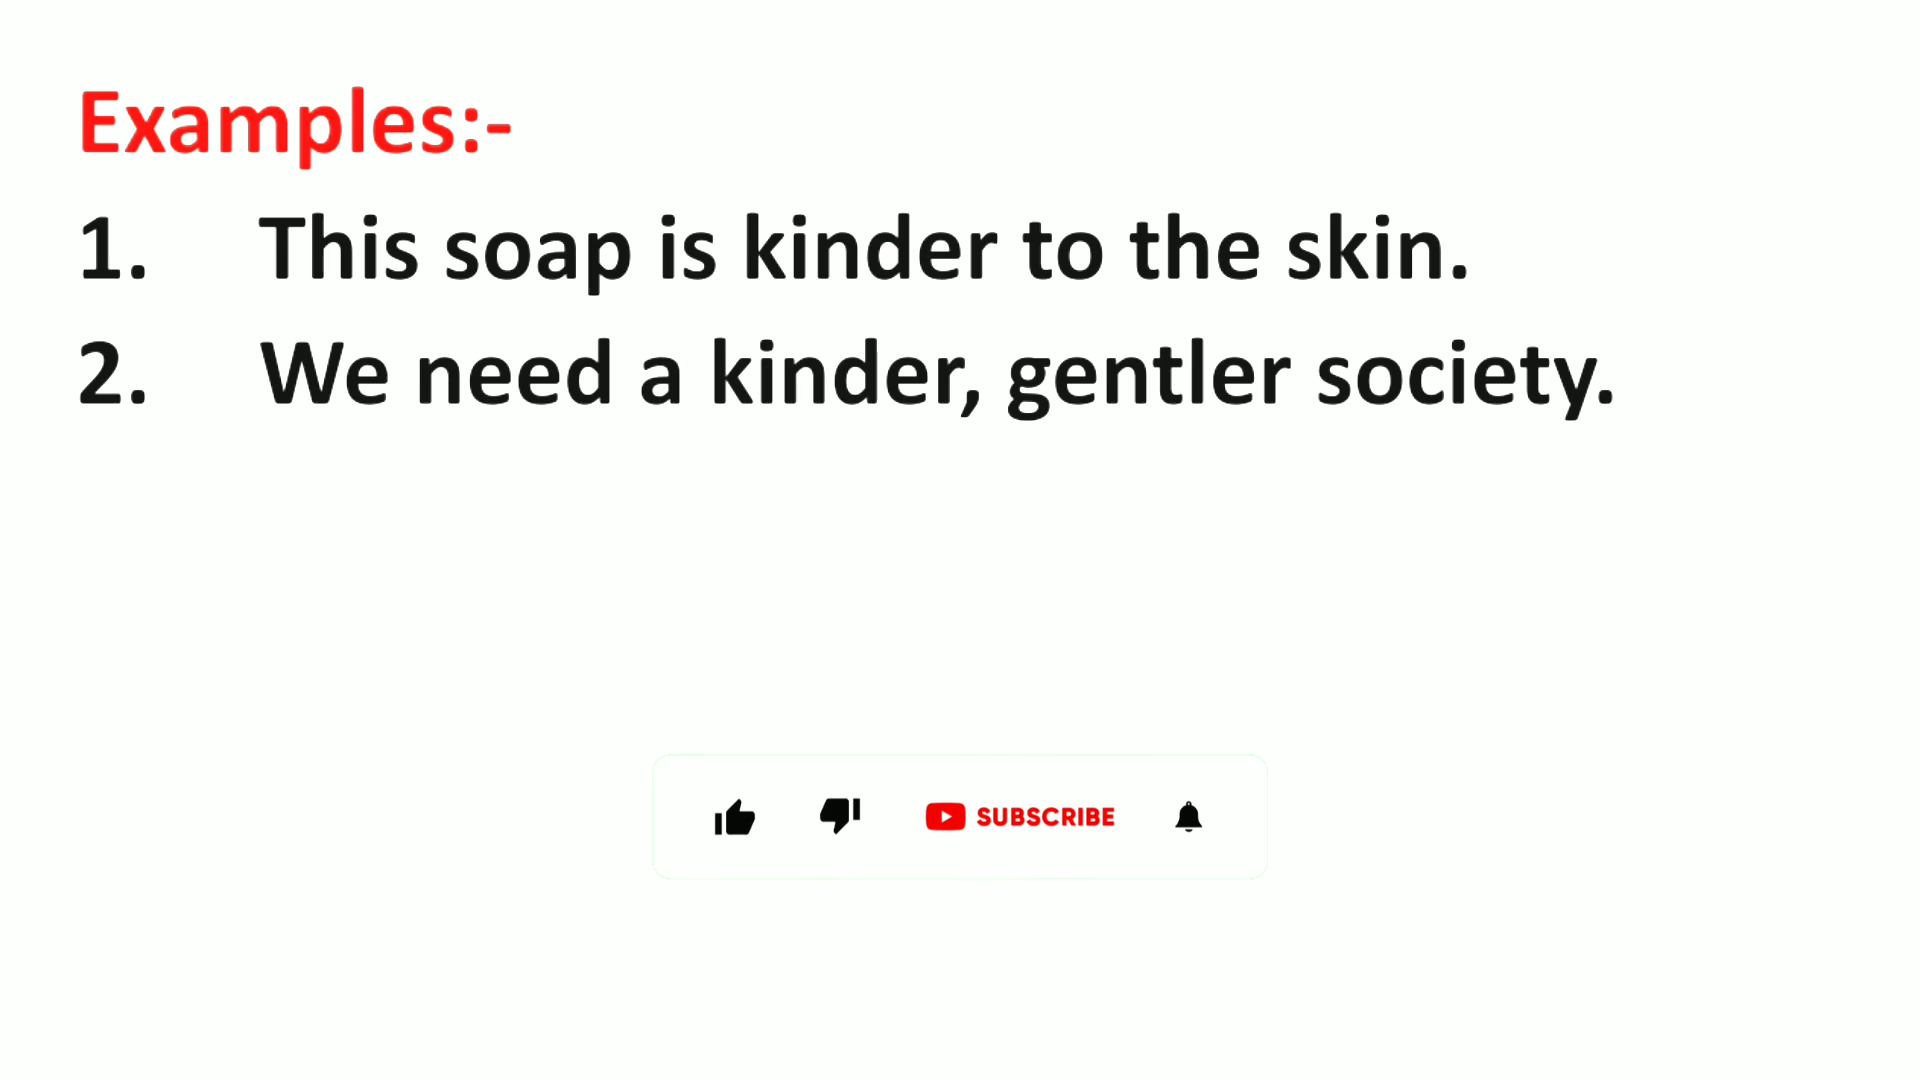 Examples:-
1. This soap is kinder to the skin.
2. We need a kinder, gentler society.
SUBSCRIBE